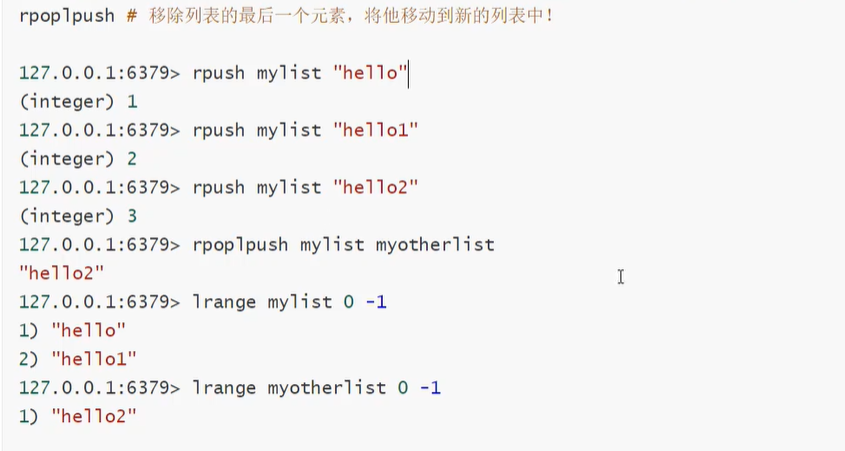 rpoplpush # 移除列表的最后一个元素，将他移动到新的列表中！
127.0.0.1:6379> rpush mylist "hello"
(integer) 1
127.0.0.1:6379> rpush mylist "hello1"
(integer) 2
127.0.0.1:6379> rpush mylist "hello2"
(integer) 3
127.0.0.1:6379> rpoplpush mylist myotherlist
"hello2"
127.0.0.1:6379> lrange mylist 0 -1
1) "hello"
2) "hello1"
127.0.0.1:6379> lrange myotherlist 0 -1
1) "hello2"